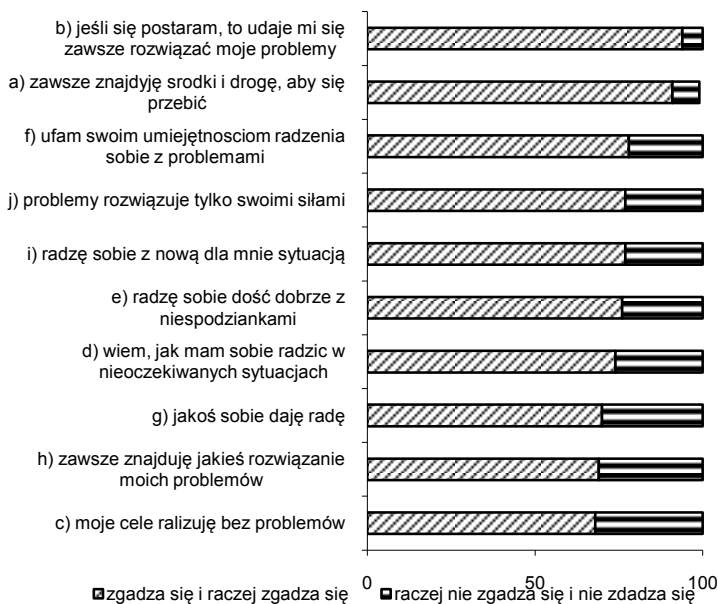 b) jeśli się postaram, to udaje mi się
zawsze rozwiązać moje problemy
a) zawsze znajdyję srodki i drogę, aby się
przebić
f) ufam swoim umiejętnosciom radzenia
sobie z problemami
j) problemy rozwiązuje tylko swoimi siłami
i) radzę sobie z nową dla mnie sytuacją
e) radzę sobie dość dobrze z
niespodziankami
d) wiem, jak mam sobie radzic w
nieoczekiwanych sytuacjach
g) jakoś sobie daję radę
h) zawsze znajduję jakieś rozwiązanie
moich problemów
c) moje cele ralizuję bez problemów
0 50 100
zgadza się i raczej zgadza się raczej nie zgadza się i nie zdadza się